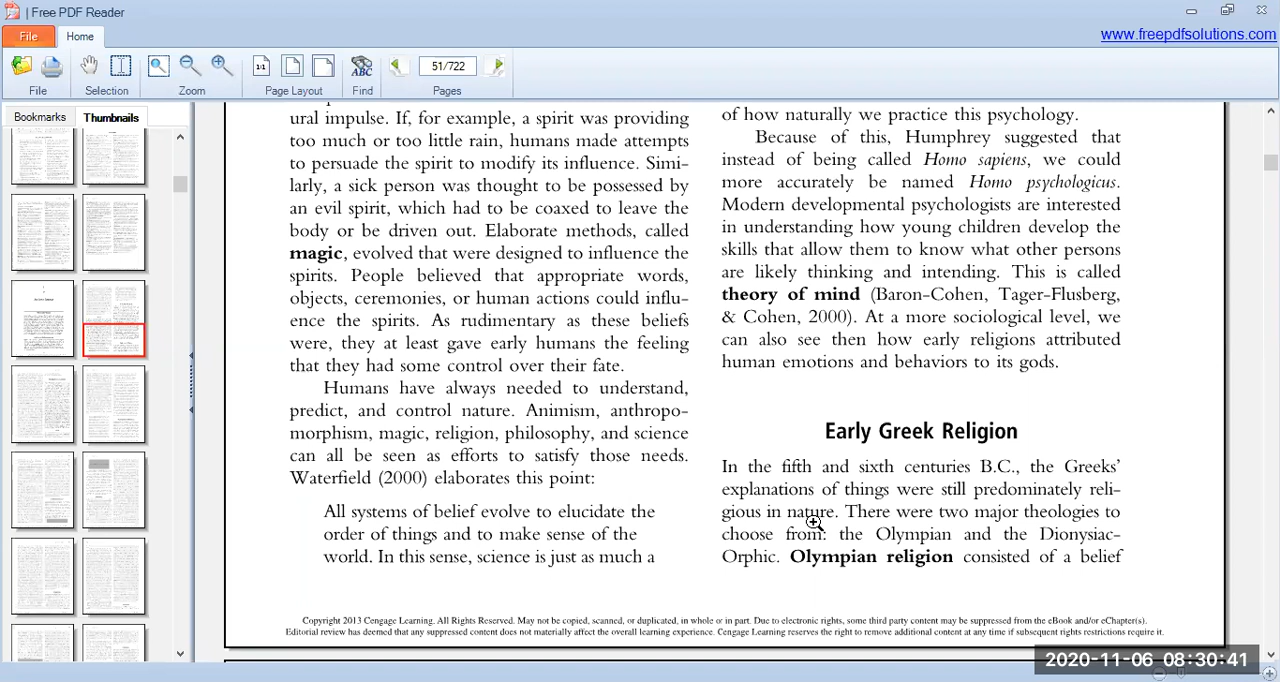 | Free PDF Reader
File
Home
www.freepdfsolutions.com
51/722
File
Selection
Zoom
Page Layout
Find
Pages
Bookmarks
Thumbnails
ural impulse. If, for example, a spirit was providing
too much or too little rain, humans made attempts
to persuade the spirit to modify its influence. Simi-
larly, a sick person was thought to be possessed by
an evil spirit, which had to be coaxed to leave the
body or be driven out. Elaborate methods, called
magic, evolved that were designed to influence the
spirits. People believed that appropriate words,
objects, ceremonies, or human actions could influ-
ence the spirits. As rudimentary as these beliefs
were, they at least gave early humans the feeling
that they had some control over their fate.
Humans have always needed to understand,
predict, and control nature. Animism, anthropo-
morphism, magic, religion, philosophy, and science
can all be seen as efforts to satisfy those needs.
Waterfield (2000) elaborates this point:
All systems of belief evolve to elucidate the
order of things and to make sense of the
world. In this sense, science is just as much a
of how naturally we practice this psychology.
Because of this, Humphrey suggested that
instead of being called Homo sapiens, we could
more accurately be named Homo psychologicus.
Modern developmental psychologists are interested
in understanding how young children develop the
skills that allow them to know what other persons
are likely thinking and intending. This is called
theory of mind (Baron-Cohen, Tager-Flusberg,
& Cohen, 2000). At a more sociological level, we
can also see then how early religions attributed
human emotions and behaviors to its gods.
Early Greek Religion
In the fifth and sixth centuries B.C., the Greeks'
explanations of things were still predominately reli-
gious in nature. There were two major theologies to
choose from: the Olympian and the Dionysiac-
Orphic. Olympian religion consisted of a belief
Copyright 2013 Cengage Learning. All Rights Reserved. May not be copied, scanned, or duplicated, in whole or in part. Due to electronic rights, some third party content may be suppressed from the eBook and/or eChapter(s).
Editorial review has deemed that any suppressed content does not materially affect the overall learning experience. Cengage Learning reserves the right to remove additional content at any time if subsequent rights restrictions require it.
2020-11-06 08:30:41